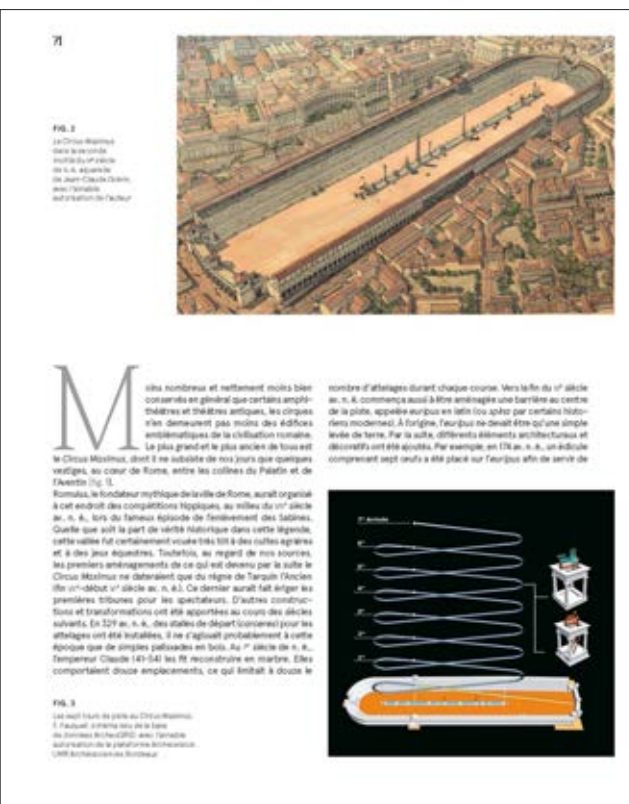 71
FIG. 2
Le Circus Maximus
dans la seconde
moitié du
siècle
de n. è. aquarelle
de Jean-Claude Golvin,
avec l'aimable
autorisation de l'auteur
Moins nombreux et nettement moins bien
conservés en général que certains amphi-
théâtres et théâtres antiques, les cirques
n'en demeurent pas moins des édifices
emblématiques de la civilisation romaine.
Le plus grand et le plus ancien de tous est
le Circus Maximus, dont il ne subsiste de nos jours que quelques
vestiges, au cœur de Rome, entre les collines du Palatin et de
l'Aventin (fig. 1).
Romulus, le fondateur mythique de la ville de Rome, aurait organisé
à cet endroit des compétitions hippiques, au milieu du VIIIe siècle
av. n. è., lors du fameux épisode de l'enlèvement des Sabines.
Quelle que soit la part de vérité historique dans cette légende,
cette vallée fut certainement vouée très tôt à des cultes agraires
et à des jeux équestres. Toutefois, au regard de nos sources,
les premiers aménagements de ce qui est devenu par la suite le
Circus Maximus ne dateraient que du règne de Tarquin l'Ancien
(fin VIIe-début VIe siècle av. n. è.). Ce dernier aurait fait ériger les
premières tribunes pour les spectateurs. D'autres construc-
tions et transformations ont été apportées au cours des siècles
suivants. En 329 av. n. è., des stalles de départ (carceres) pour les
attelages ont été installées, il ne s'agissait probablement à cette
époque que de simples palissades en bois. Au Ier siècle de n. è.,
l'empereur Claude (41-54) les fit reconstruire en marbre. Elles
comportaient douze emplacements, ce qui limitait à douze le
nombre d'attelages durant chaque course. Vers la fin du
siècle
av. n. è. commença aussi à être aménagée une barrière au centre
de la piste, appelée euripus en latin (ou spina par certains histo-
riens modernes). À l'origine, l'euripus ne devait être qu'une simple
levée de terre. Par la suite, différents éléments architecturaux et
décoratifs ont été ajoutés. Par exemple, en 174 av. n. è., un édicule
comprenant sept œufs a été placé sur l'euripus afin de servir de
7e Arrivée
6e
5e
4e
3e
2e
1er
FIG. 3
Les sept tours de piste au Circus Maximus,
F. Fauquet, schéma issu de la base
de données ArcheoGRID avec l'aimable
autorisation de la plateforme Archeovision,
UMR Archéosciences Bordeaux